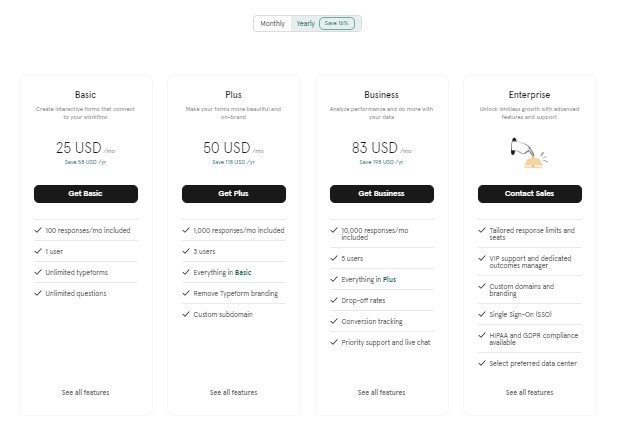 Monthly
Yearly
Save 16%
Basic
Create interactive forms that connect
to your workflow
25 USD /mo
Save 58 USD /yr
Get Basic
100 responses/mo included
1 user
Unlimited typeforms
Unlimited questions
See all features
Plus
Make your forms more beautiful and
on-brand
50 USD /mo
Save 118 USD /yr
Get Plus
1,000 responses/mo included
3 users
Everything in Basic
Remove Typeform branding
Custom subdomain
See all features
Business
Analyze performance and do more with
your data
83 USD /mo
Save 198 USD /yr
Get Business
10,000 responses/mo
included
5 users
Everything in Plus
Drop-off rates
Conversion tracking
Priority support and live chat
See all features
Enterprise
Unlock limitless growth with advanced
features and support
Contact Sales
Tailored response limits and
seats
VIP support and dedicated
outcomes manager
Custom domains and
branding
Single Sign-On (SSO)
HIPAA and GDPR compliance
available
Select preferred data center
See all features